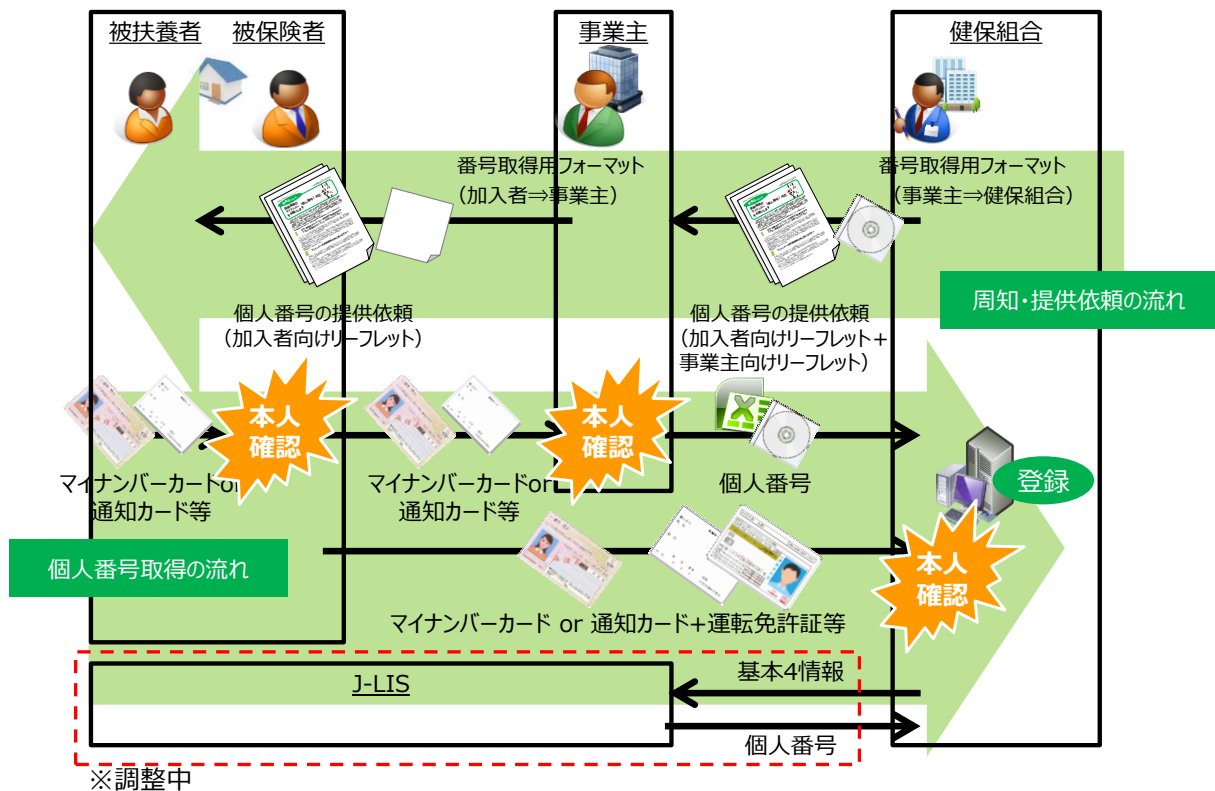 被扶養者 被保険者
事業主
健保組合
番号取得用フォーマット
（加入者⇒事業主）
番号取得用フォーマット
（事業主⇒健保組合）
周知・提供依頼の流れ
個人番号の提供依頼
（加入者向けリーフレット）
個人番号の提供依頼
（加入者向けリーフレット＋
事業主向けリーフレット）
本人
確認
本人
確認
マイナンバーカードor
通知カード等
マイナンバーカードor
通知カード等
個人番号
登録
個人番号取得の流れ
本人
確認
マイナンバーカード or 通知カード+運転免許証等
J-LIS
基本4情報
個人番号
※調整中